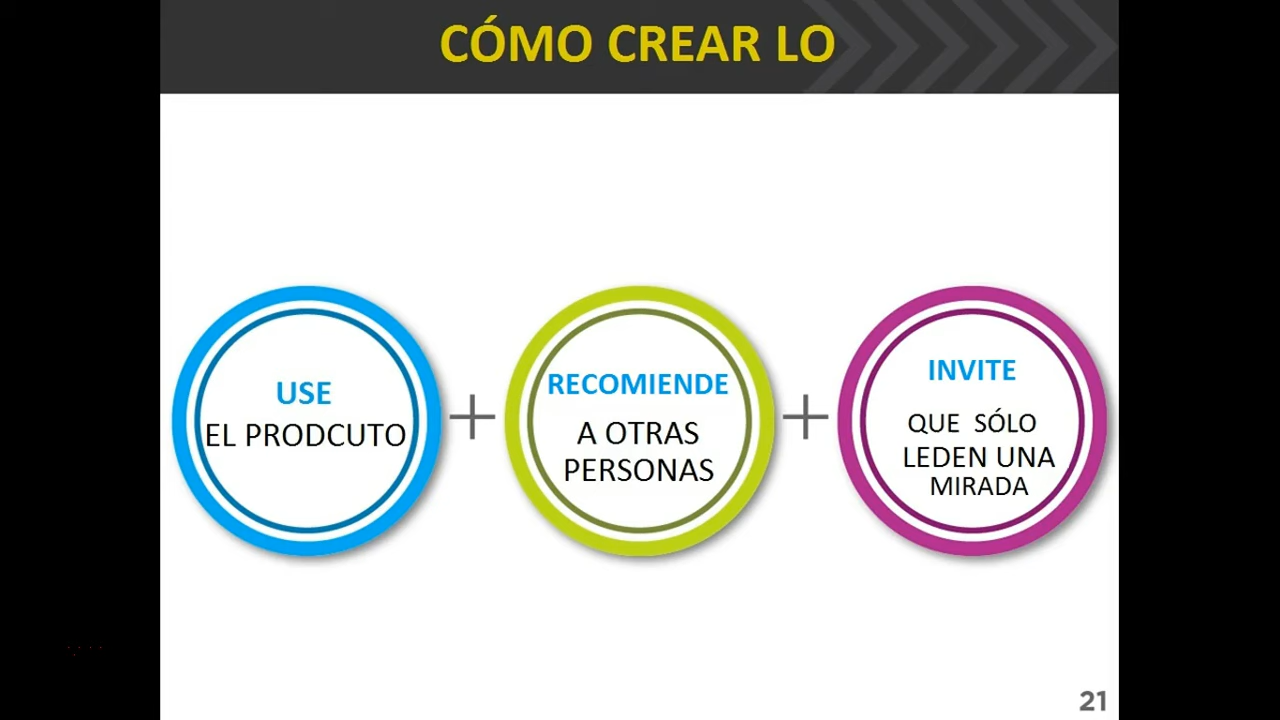 CÓMO CREAR LO
USE
EL PRODCUTO
+
RECOMIENDE
A OTRAS
PERSONAS
+
INVITE
QUE SÓLO
LEDEN UNA
MIRADA
21